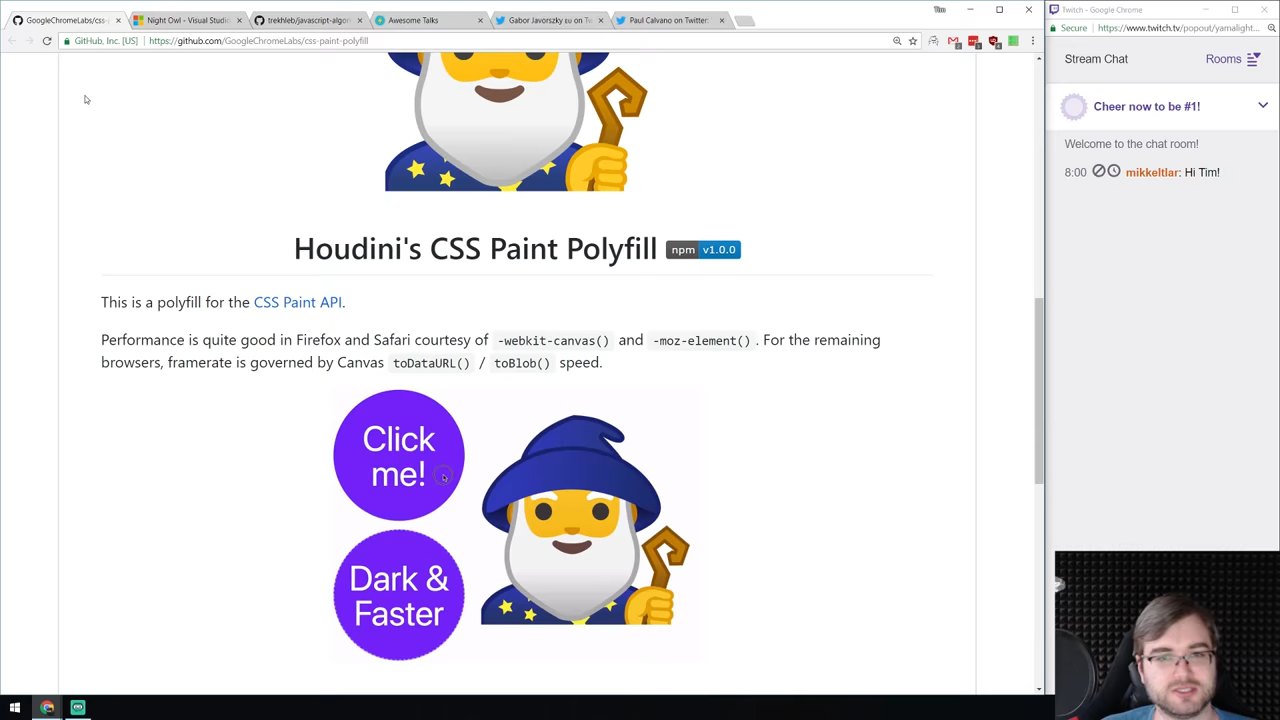 GoogleChromeLabs/css-
Night Owl - Visual Studi
trekhleb/javascript-algor
Awesome Talks
Gabor Javorszky ευ on Tw
Paul Calvano on Twitter:
Tim
GitHub, Inc. [US]
https://github.com/GoogleChromeLabs/css-paint-polyfill
Houdini's CSS Paint Polyfill npm v1.0.0
This is a polyfill for the CSS Paint API.
Performance is quite good in Firefox and Safari courtesy of -webkit-canvas() and -moz-element() . For the remaining
browsers, framerate is governed by Canvas toDataURL() / toBlob() speed.
Click
me!
Dark &
Faster
Twitch - Google Chrome
Secure
https://www.twitch.tv/popout/yamalight...
Stream Chat
Rooms
Cheer now to be #1!
Welcome to the chat room!
8:00 mikkeltlar: Hi Tim!